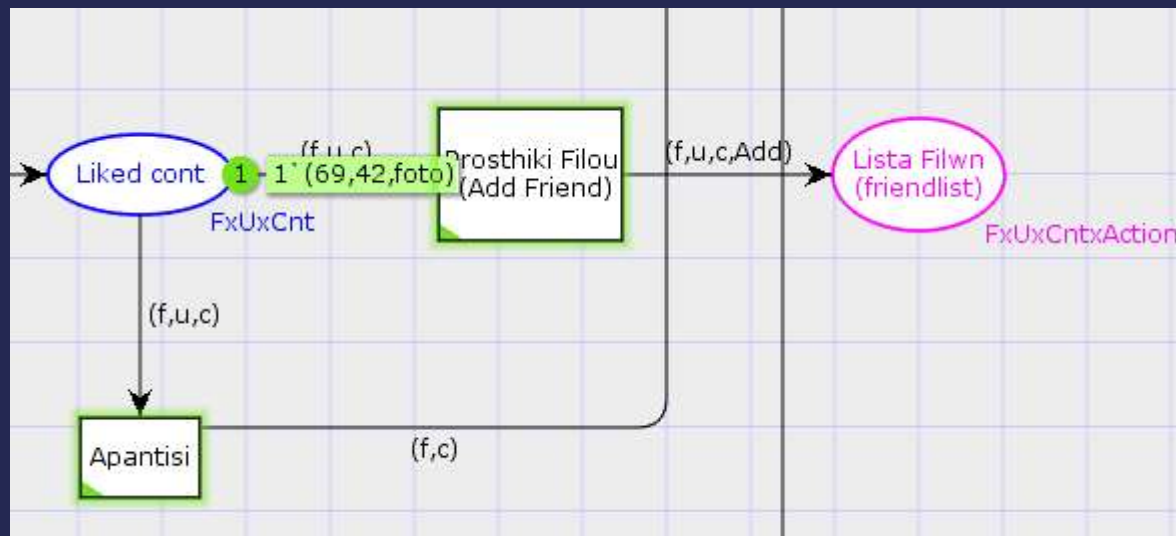 Liked cont
1
(f,u,c)
1`(69,42,foto)
Prosthiki Filou
(Add Friend)
(f,u,c,Add)
Lista Filwn
(friendlist)
FxUxCnt
FxUxCntxAction
(f,u,c)
Apantisi
(f,c)